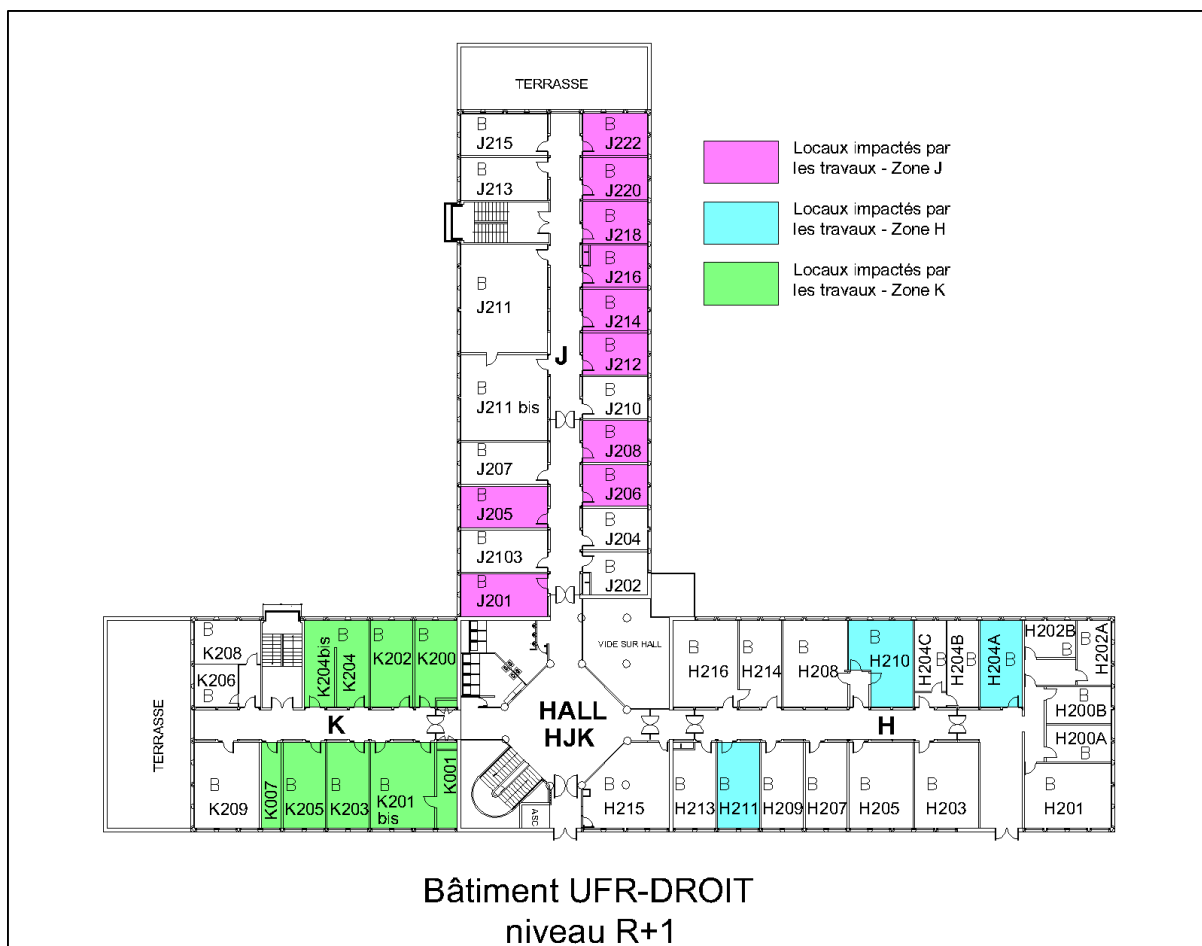 TERRASSE
B
J215
B
J222
B
J213
B
J220
B
J218
B
J211
B
J216
B
J214
B
J212
J
B
J211 bis
B
J210
B
J207
B
J208
B
J205
B
J206
B
J2103
B
J204
B
J201
B
J202
Locaux impactés par
les travaux - Zone J
Locaux impactés par
les travaux - Zone H
Locaux impactés par
les travaux - Zone K
TERRASSE
B
K208
K206
B
K204bis
B
K204
B
K202
B
K200
VIDE SUR HALL
B
H216
B
H214
B
H208
B
H210
B
H204C
B
H204B
B
H204A
H202B
B
B
H202A
B
H200B
B
H200A
K
HALL
HJK
H
B
K209
K007
B
K205
B
K203
B
K201
bis
K001
ASC
B
H215
B
H213
B
H211
B
H209
B
H207
B
H205
B
H203
B
H201
Bâtiment UFR-DROIT
niveau R+1